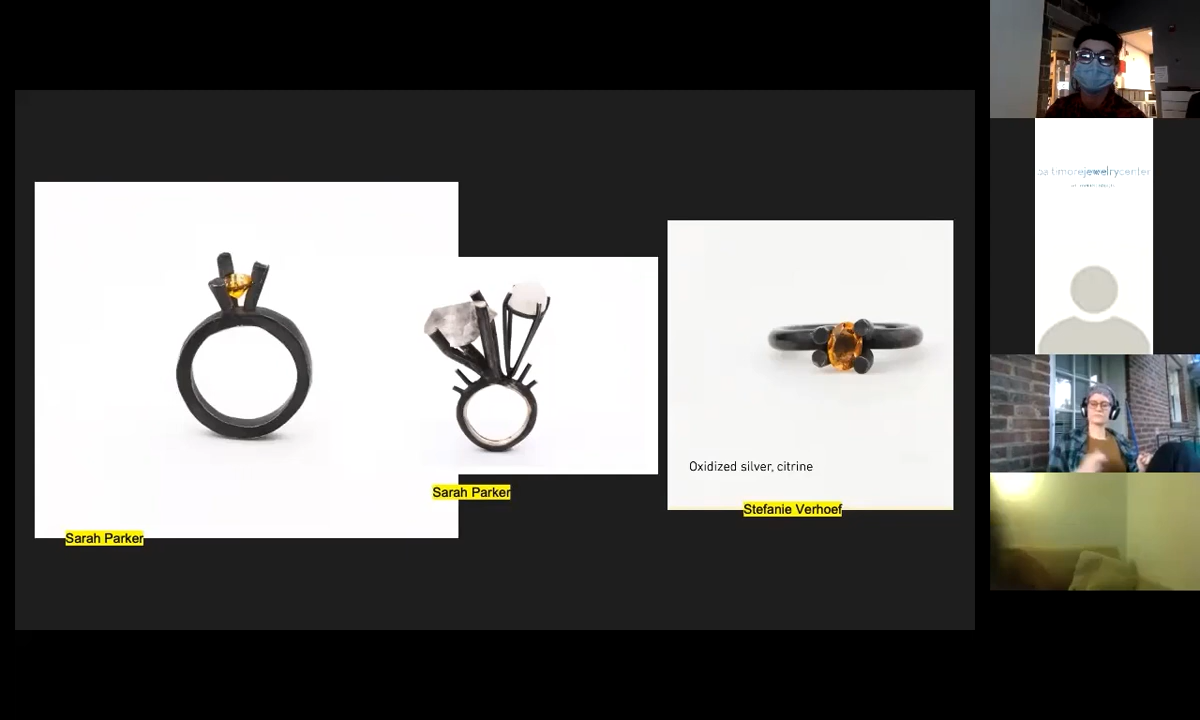 Sarah Parker
Sarah Parker
Oxidized silver, citrine
Stefanie Verhoef
baltimorejewelrycenter